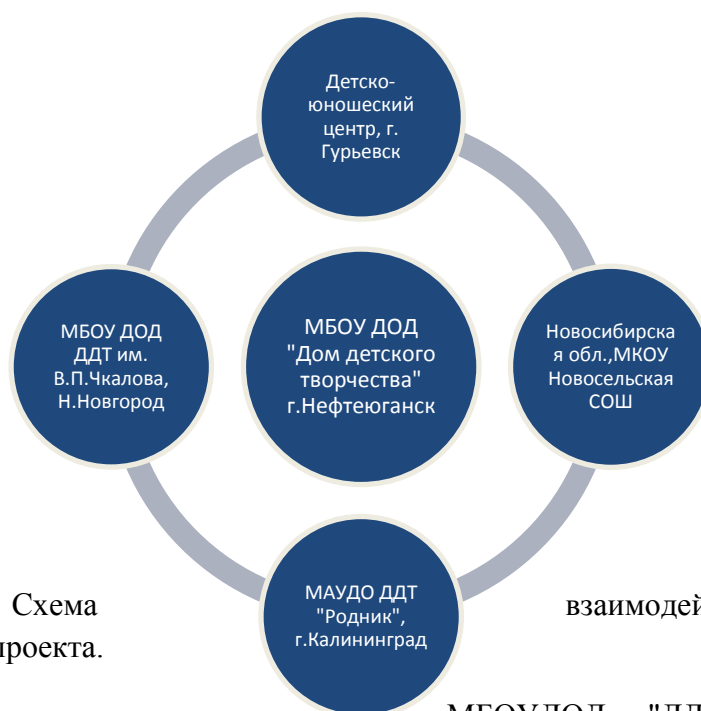 Детско-
юношеский
центр, г.
Гурьевск
МБОУ ДОД
ДДТ им.
В.П.Чкалова,
Н.Новгород
МБОУ ДОД
"Дом детского
творчества"
г.Нефтеюганск
Новосибирска
я обл.,МКОУ
Новосельская
СОШ
МАУДО ДДТ
"Родник",
г.Калининград
Схема взаимодей
проекта.